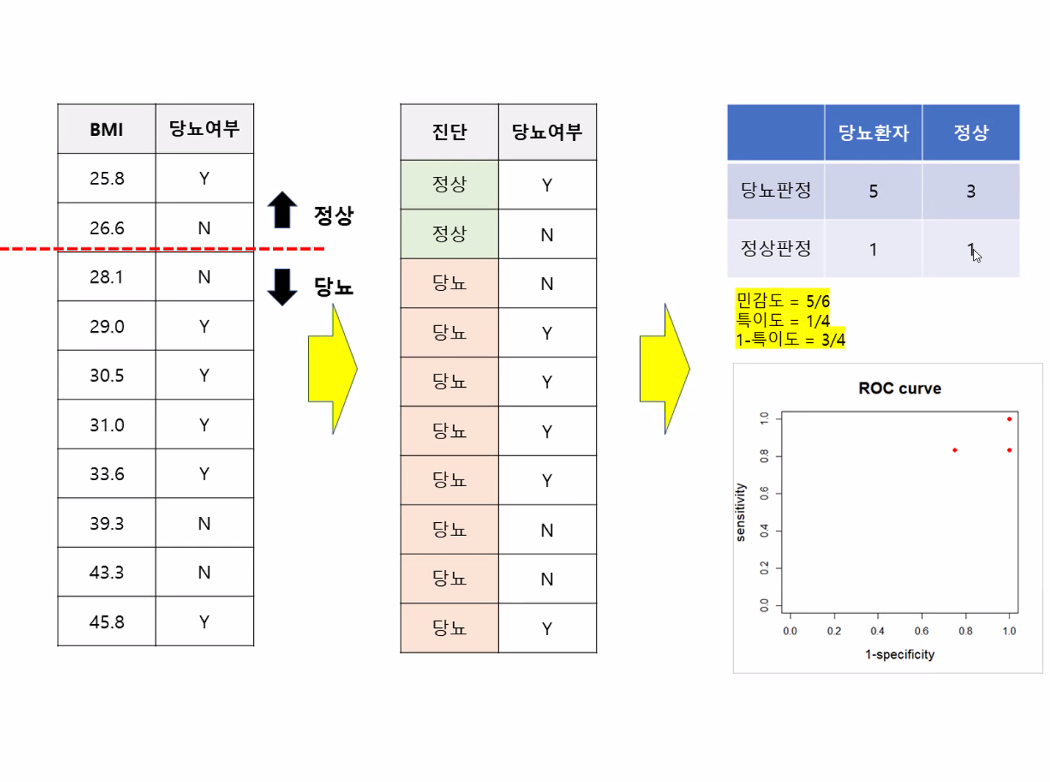 BMI 당뇨여부
25.8 Y
26.6 N
28.1 N
29.0 Y
30.5 Y
31.0 Y
33.6 Y
39.3 N
43.3 N
45.8 Y
정상
당뇨
진단 당뇨여부
정상 Y
정상 N
당뇨 N
당뇨 Y
당뇨 Y
당뇨 Y
당뇨 Y
당뇨 N
당뇨 N
당뇨 Y
당뇨환자 정상
당뇨판정 5 3
정상판정 1 1
민감도 = 5/6
특이도 = 1/4
1-특이도 = 3/4
ROC curve
sensitivity
1.0
0.8
0.6
0.4
0.2
0.0
0.0 0.2 0.4 0.6 0.8 1.0
1-specificity